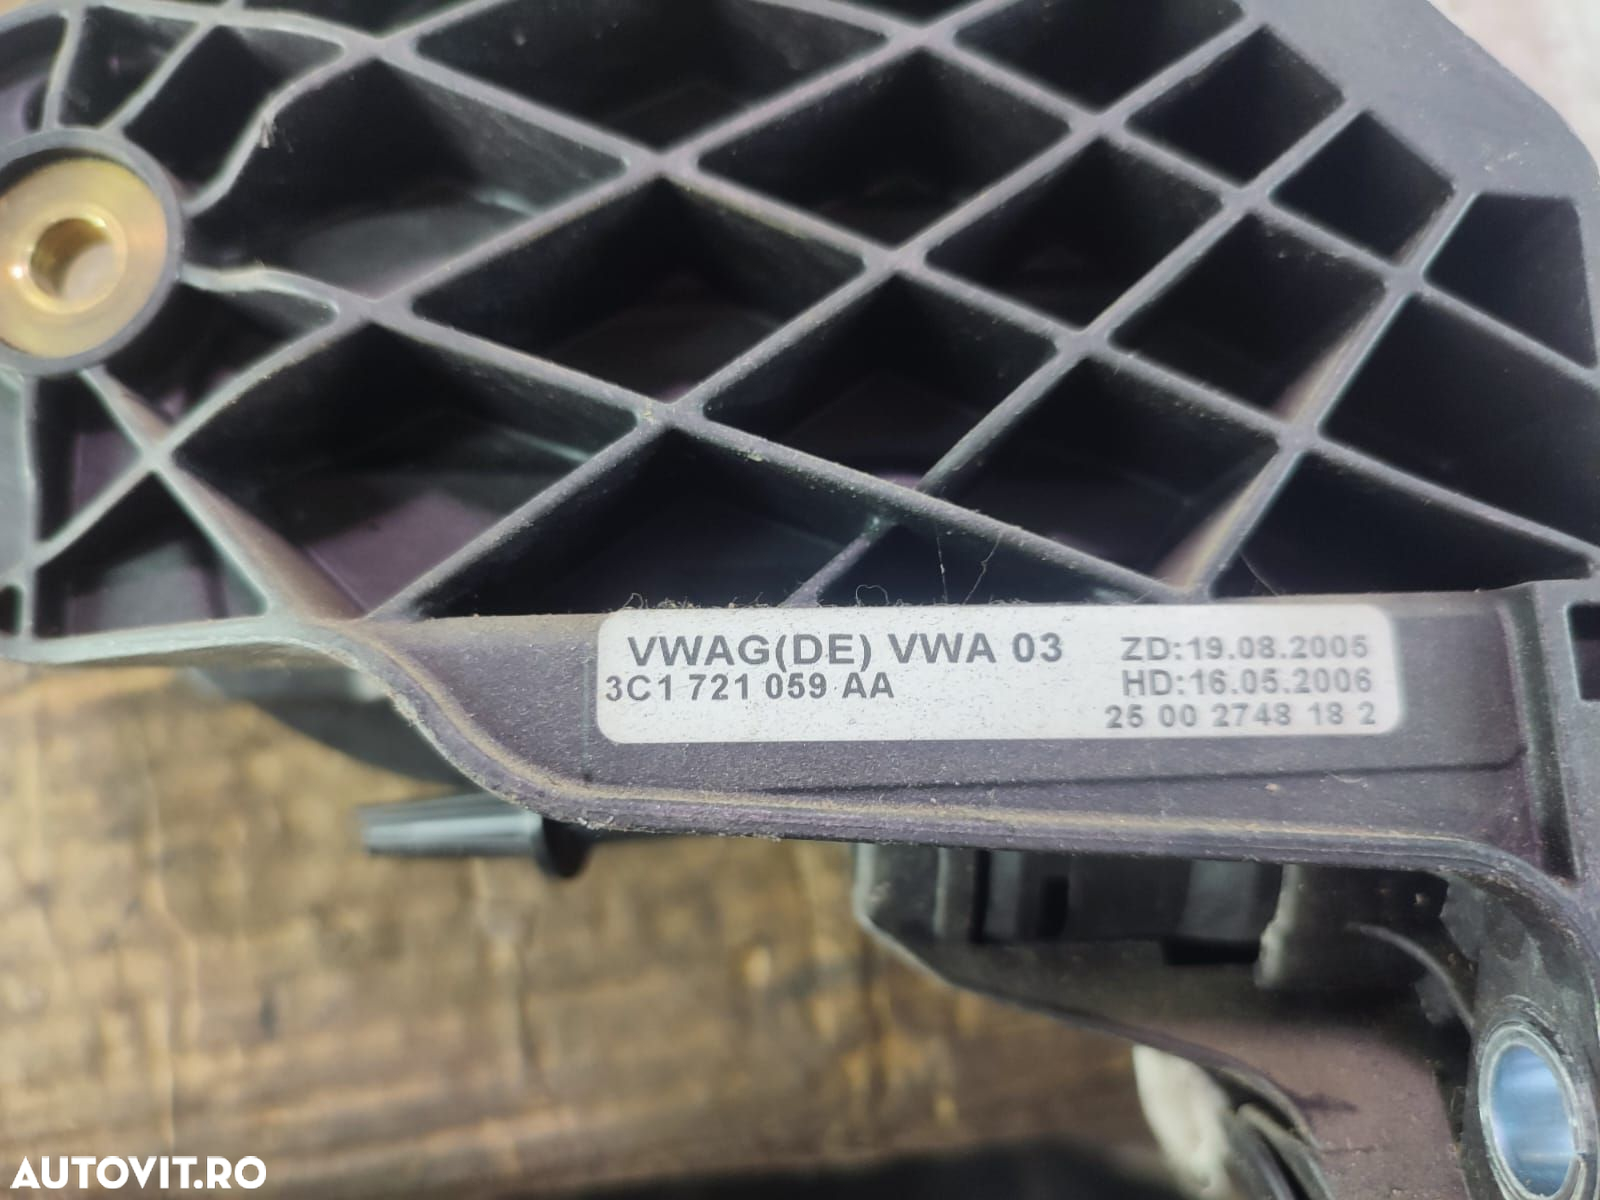 VWAG(DE) VWA 03
3C1 721 059 AA
ZD:19.08.2005
HD:16.05.2006
25 00 2748 18 2
AUTOVIT.RO